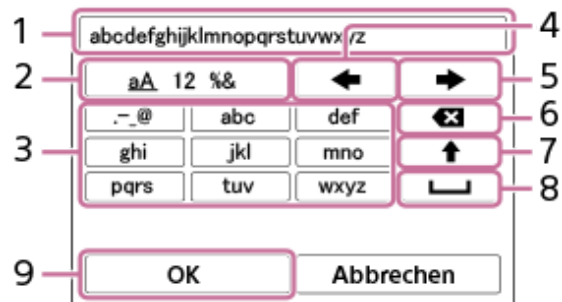 1 abcdefghijklmnopqrstuvwxyz 4
2 aA 12 %& 5
.-_@ abc def 6
3 ghi jkl mno 7
pqrs tuv wxyz 8
9 OK Abbrechen